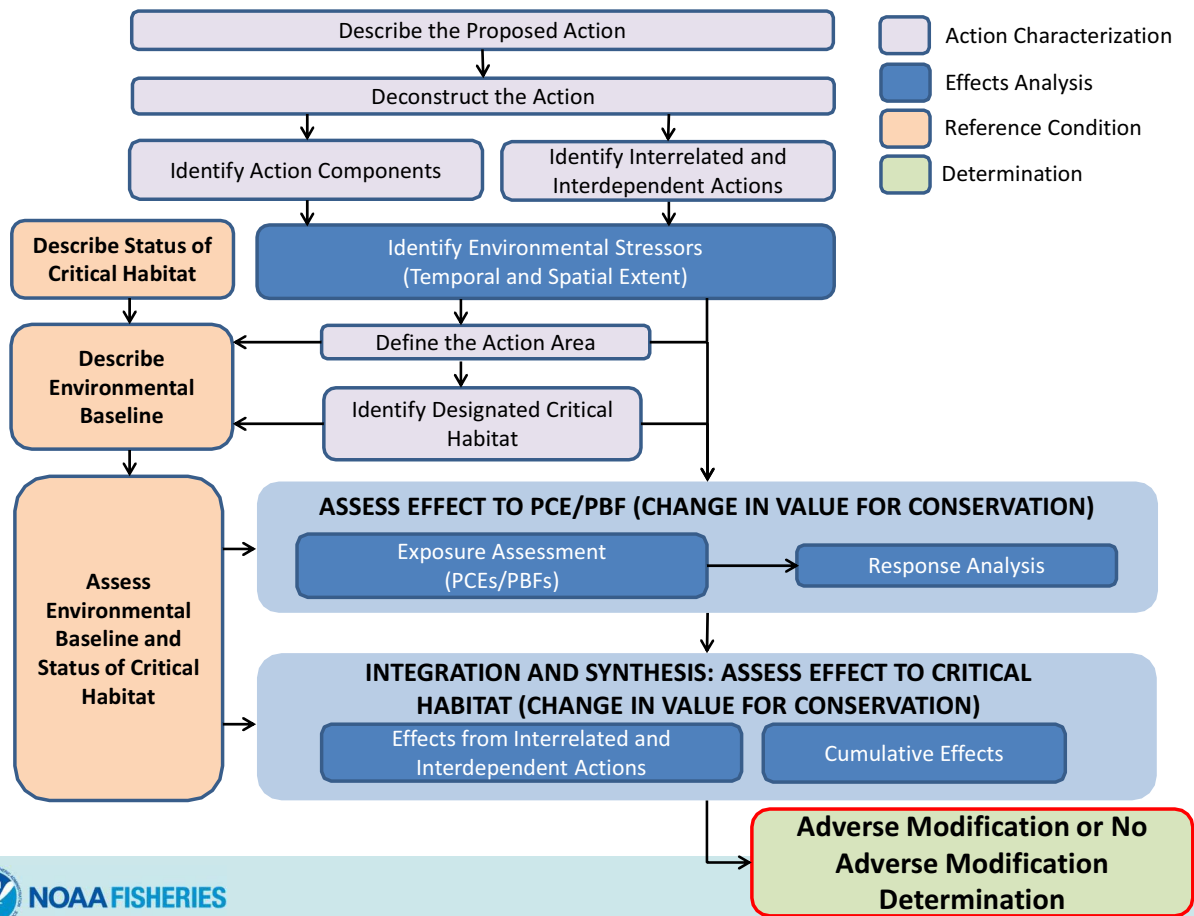 Describe the Proposed Action
Action Characterization
Deconstruct the Action
Effects Analysis
Reference Condition
Determination
Identify Action Components
Identify Interrelated and
Interdependent Actions
Describe Status of
Critical Habitat
Identify Environmental Stressors
(Temporal and Spatial Extent)
Define the Action Area
Describe
Environmental
Baseline
Identify Designated Critical
Habitat
ASSESS EFFECT TO PCE/PBF (CHANGE IN VALUE FOR CONSERVATION)
Exposure Assessment
(PCEs/PBFs)
Response Analysis
Assess
Environmental
Baseline and
Status of Critical
Habitat
INTEGRATION AND SYNTHESIS: ASSESS EFFECT TO CRITICAL
HABITAT (CHANGE IN VALUE FOR CONSERVATION)
Effects from Interrelated and
Interdependent Actions
Cumulative Effects
Adverse Modification or No
Adverse Modification
Determination
NOAA FISHERIES